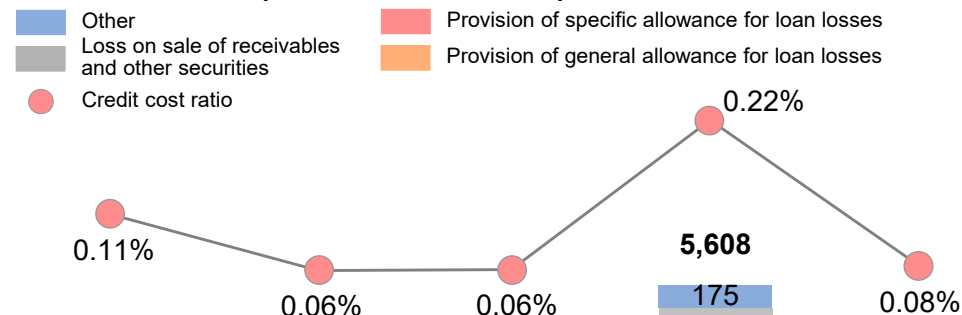 Other
Provision of specific allowance for loan losses
Loss on sale of receivables
and other securities
Provision of general allowance for loan losses
Credit cost ratio
0.22%
0.11%
5,608
175
0.06%
0.06%
0.08%